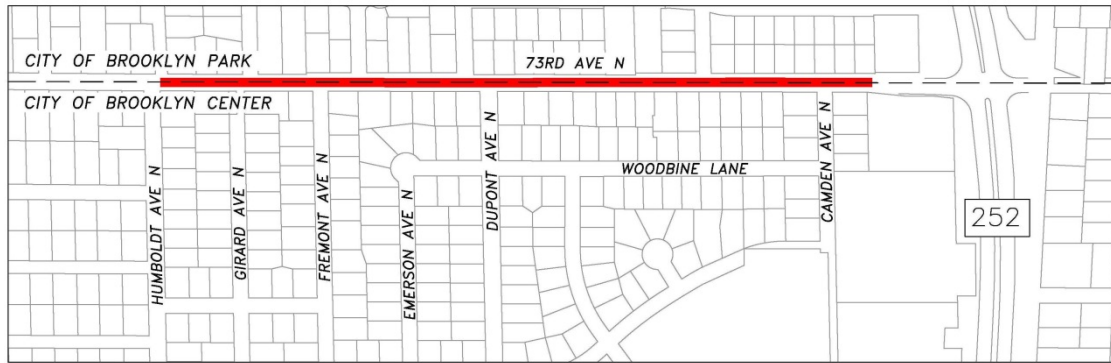 CITY OF BROOKLYN PARK
73RD AVE N
CITY OF BROOKLYN CENTER
HUMBOLDT AVE N
GIRARD AVE N
FREMONT AVE N
EMERSON AVE N
DUPONT AVE N
WOODBINE LANE
CAMDEN AVE N
252